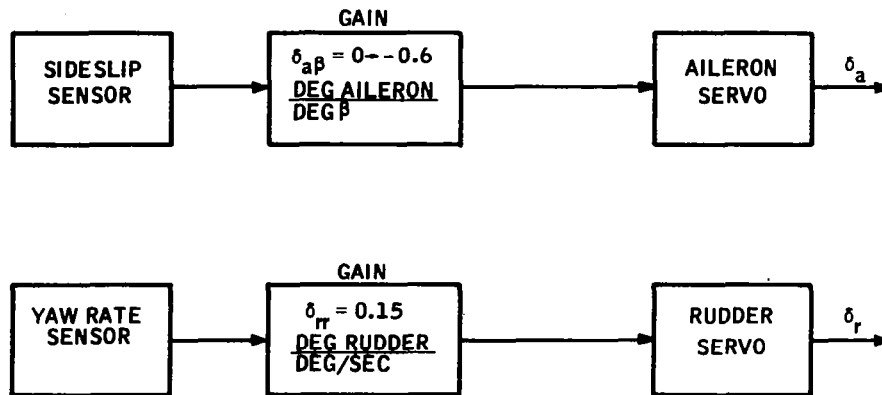 GAIN
SIDESLIP
SENSOR
δaβ = 0→-0.6
DEG AILERON
DEG β
AILERON
SERVO
δa
GAIN
YAW RATE
SENSOR
δrr = 0.15
DEG RUDDER
DEG/SEC
RUDDER
SERVO
δr